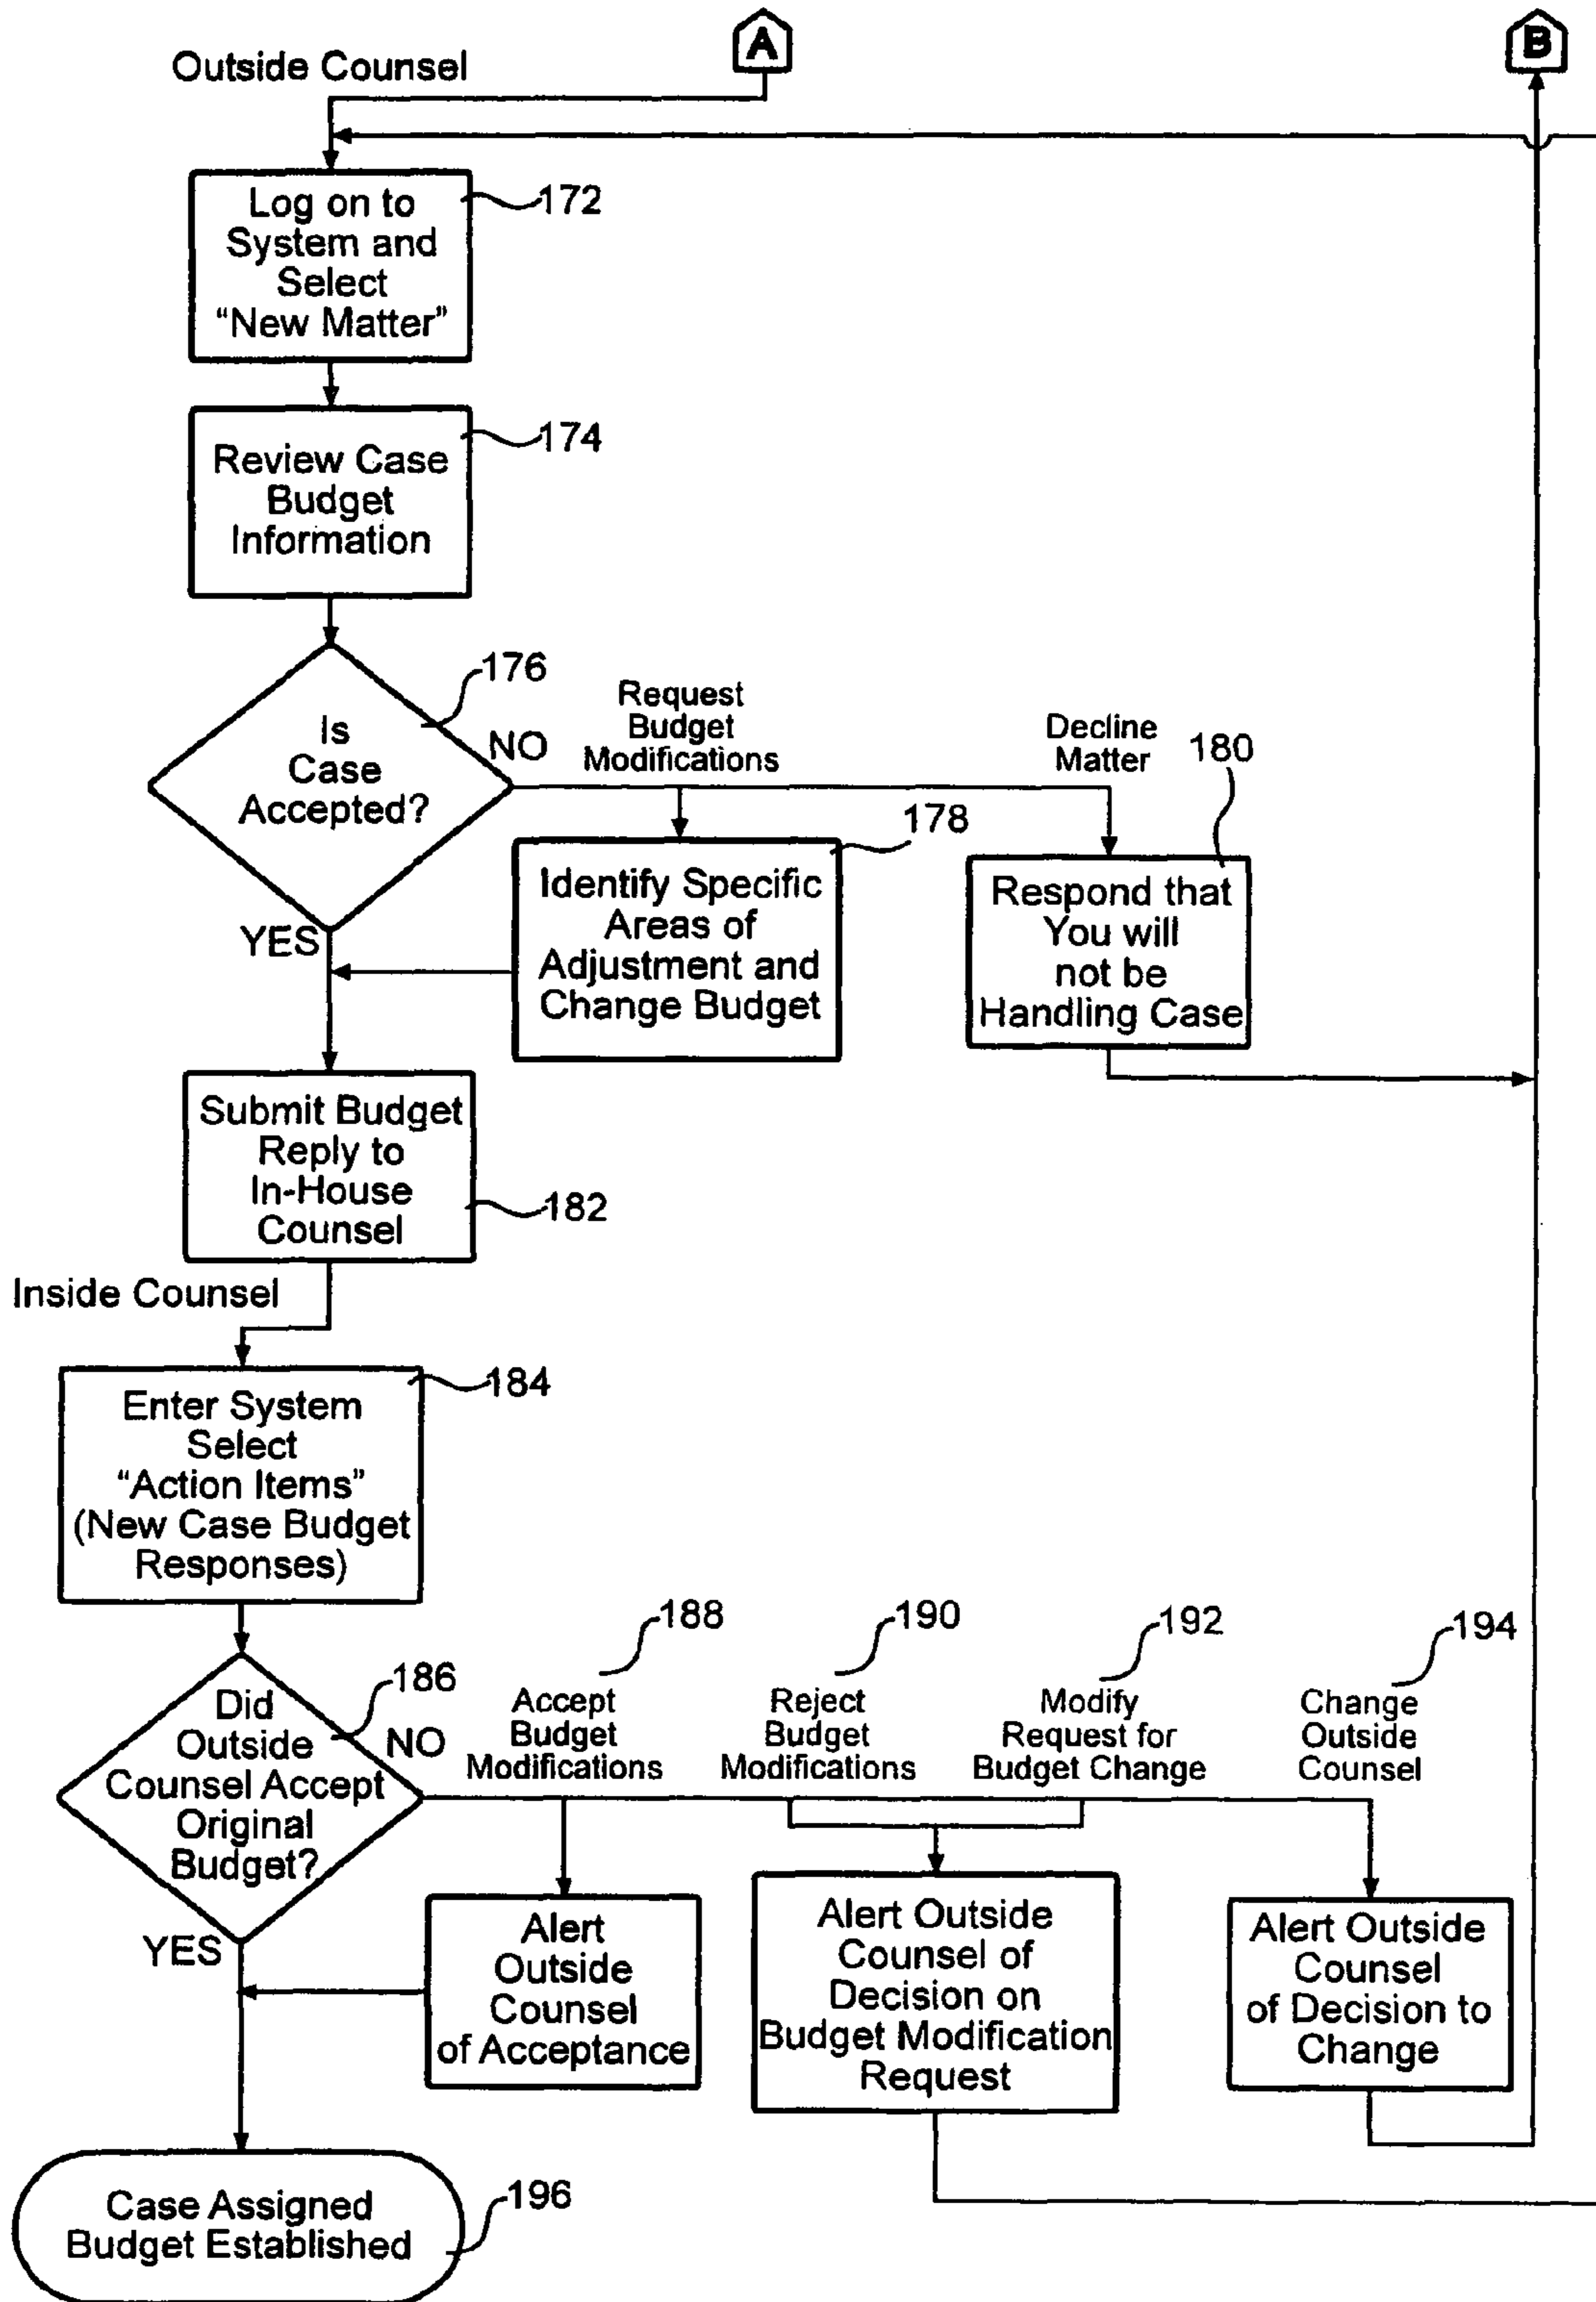 A
B
Outside Counsel
Log on to
System and
Select
“New Matter”
172
Review Case
Budget
Information
174
Is
Case
Accepted?
176
NO
YES
Request
Budget
Modifications
Decline
Matter
180
178
Identify Specific
Areas of
Adjustment and
Change Budget
Respond that
You will
not be
Handling Case
Submit Budget
Reply to
In-House
Counsel
182
Inside Counsel
Enter System
Select
“Action Items”
(New Case Budget
Responses)
184
Did
Outside
Counsel Accept
Original
Budget?
186
NO
YES
188
Accept
Budget
Modifications
190
Reject
Budget
Modifications
192
Modify
Request for
Budget Change
194
Change
Outside
Counsel
Alert
Outside
Counsel
of Acceptance
Alert Outside
Counsel of
Decision on
Budget Modification
Request
Alert Outside
Counsel
of Decision to
Change
Case Assigned
Budget Established
196